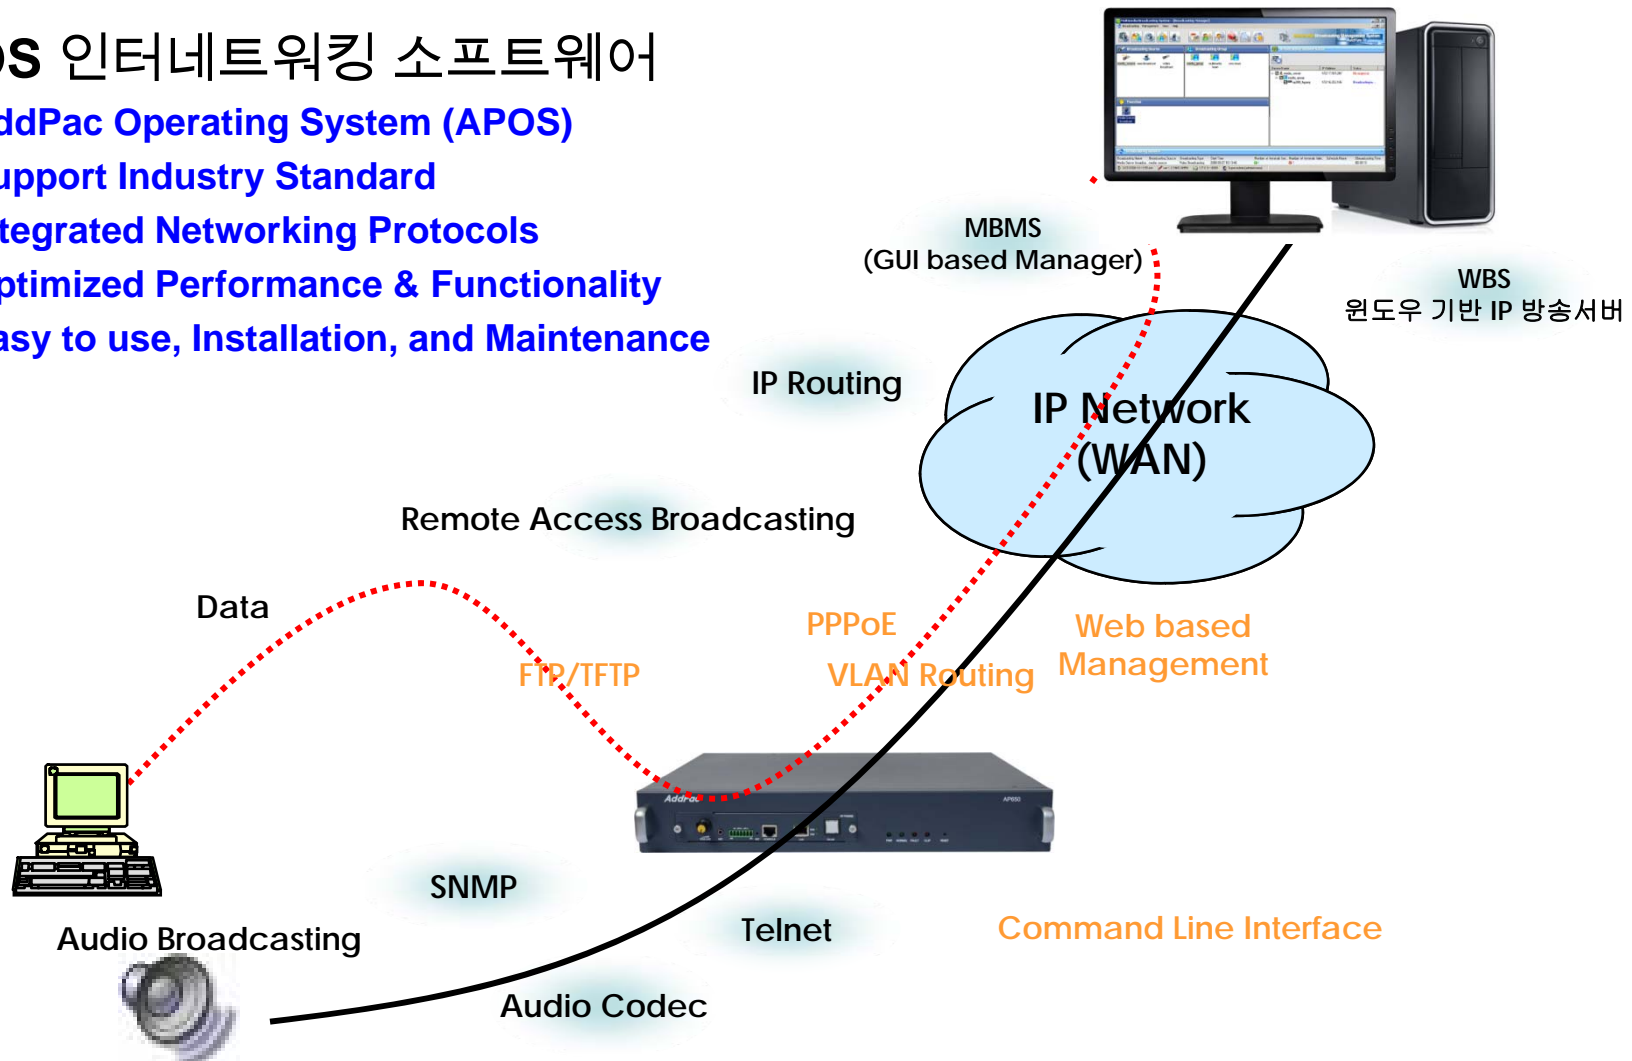 OS 인터네트워킹 소프트웨어
ddPac Operating System (APOS)
upport Industry Standard
tegrated Networking Protocols
ptimized Performance & Functionality
asy to use, Installation, and Maintenance
MBMS
(GUI based Manager)
WBS
윈도우 기반 IP 방송서버
IP Routing
IP Network
(WAN)
Remote Access Broadcasting
Data
PPPoE
Web based
Management
FTP/TFTP
VLAN Routing
AddPac
AP650
SNMP
Telnet
Command Line Interface
Audio Broadcasting
Audio Codec